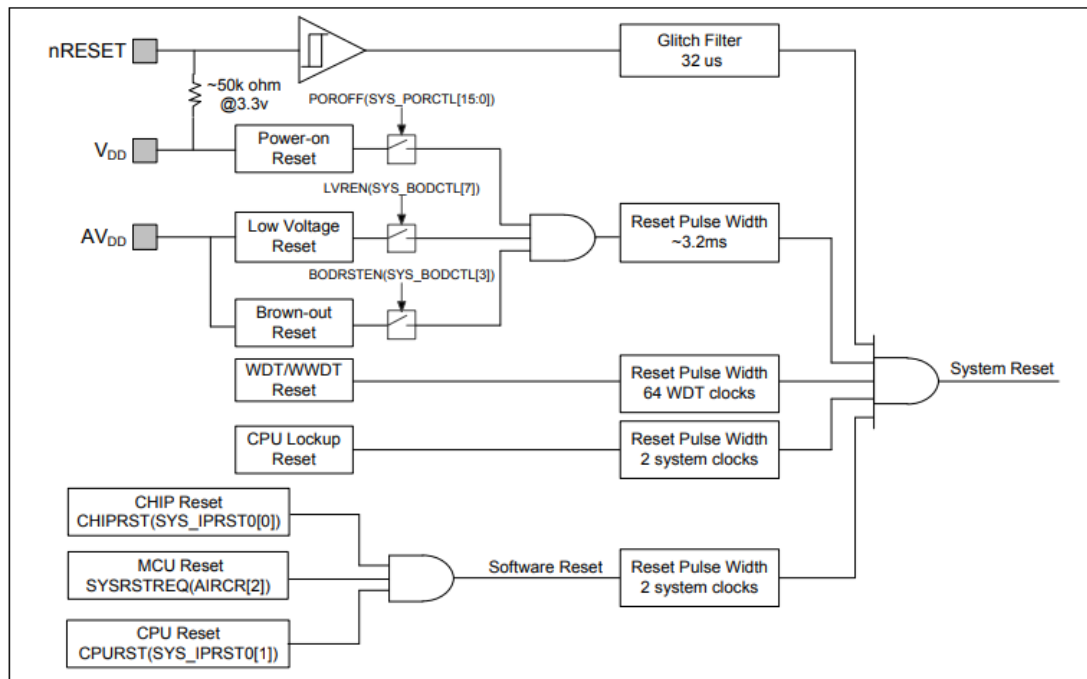 nRESET
Glitch Filter
32 us
~50k ohm
@3.3v
POROFF(SYS_PORCTL[15:0])
VDD
Power-on
Reset
LVREN(SYS_BODCTL[7])
AVDD
Low Voltage
Reset
Reset Pulse Width
~3.2ms
BODRSTEN(SYS_BODCTL[3])
Brown-out
Reset
WDT/WWDT
Reset
Reset Pulse Width
64 WDT clocks
System Reset
CPU Lockup
Reset
Reset Pulse Width
2 system clocks
CHIP Reset
CHIPRST(SYS_IPRST0[0])
MCU Reset
SYSRSTREQ(AIRCR[2])
Software Reset
Reset Pulse Width
2 system clocks
CPU Reset
CPURST(SYS_IPRST0[1])